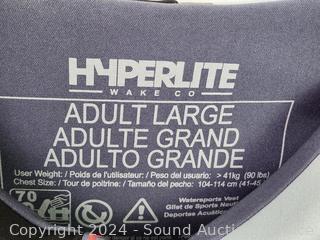 HYPERLITE
WAKE CO
ADULT LARGE
ADULTE GRAND
ADULTO GRANDE
User Weight: / Poids de l'utilisateur: / Peso del usuario: > 41kg (90 lbs)
Chest Size: / Tour de poitrine: / Tamaño del pecho: 104-114 cm (41-45
70
Watersports Vest
Gilet de Sports Nautiques
Deportes Acuáticos
Copyright 2024 - Sound Auction